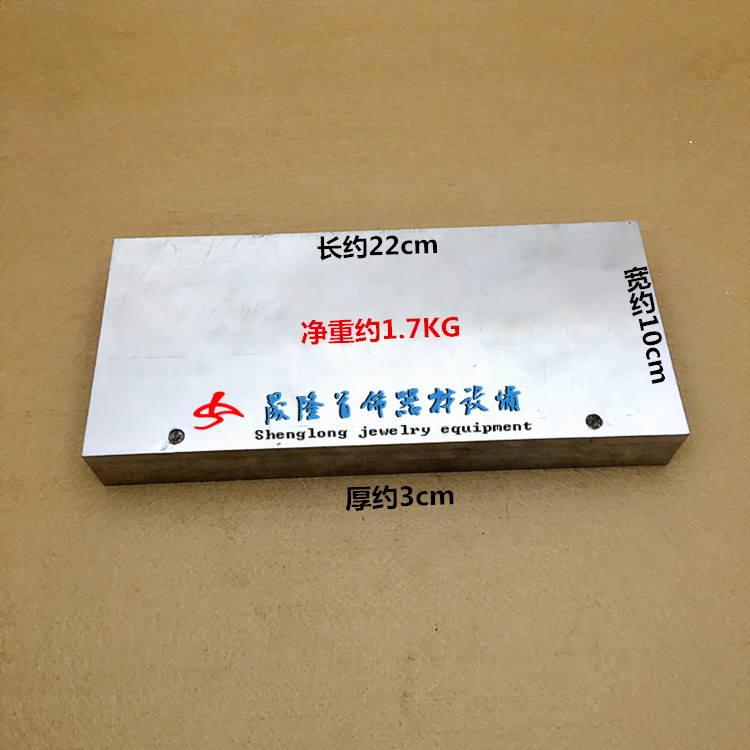 长约22cm
宽约10cm
净重约1.7KG
晟隆首饰器材设备
Shenglong jewelry equipment
厚约3cm